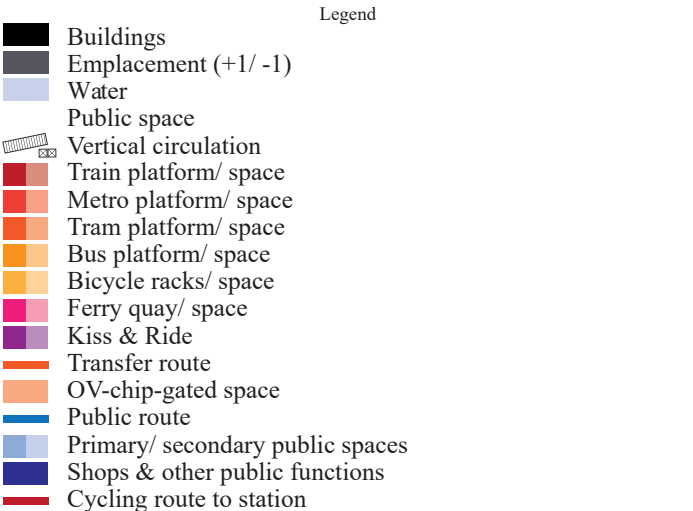 Legend
Buildings
Emplacement (+1/ -1)
Water
Public space
Vertical circulation
Train platform/ space
Metro platform/ space
Tram platform/ space
Bus platform/ space
Bicycle racks/ space
Ferry quay/ space
Kiss & Ride
Transfer route
OV-chip-gated space
Public route
Primary/ secondary public spaces
Shops & other public functions
Cycling route to station